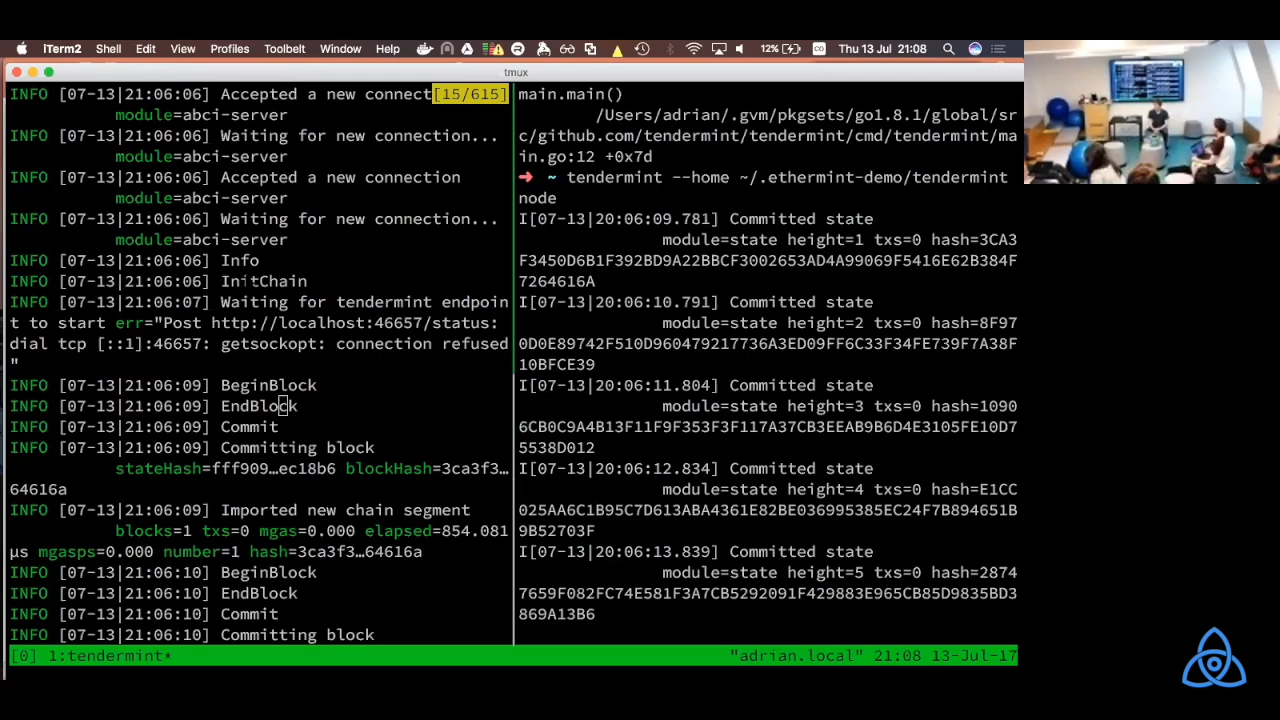 iTerm2 Shell Edit View Profiles Toolbelt Window Help 12% Thu 13 Jul 21:08
tmux
INFO [07-13|21:06:06] Accepted a new connect[15/615]
module=abci-server
INFO [07-13|21:06:06] Waiting for new connection...
module=abci-server
INFO [07-13|21:06:06] Accepted a new connection
module=abci-server
INFO [07-13|21:06:06] Waiting for new connection...
module=abci-server
INFO [07-13|21:06:06] Info
INFO [07-13|21:06:06] InitChain
INFO [07-13|21:06:07] Waiting for tendermint endpoin
t to start err="Post http://localhost:46657/status:
dial tcp [::1]:46657: getsockopt: connection refused
"
INFO [07-13|21:06:09] BeginBlock
INFO [07-13|21:06:09] EndBlock
INFO [07-13|21:06:09] Commit
INFO [07-13|21:06:09] Committing block
stateHash=fff909…ec18b6 blockHash=3ca3f3…
64616a
INFO [07-13|21:06:09] Imported new chain segment
blocks=1 txs=0 mgas=0.000 elapsed=854.081
µs mgasps=0.000 number=1 hash=3ca3f3…64616a
INFO [07-13|21:06:10] BeginBlock
INFO [07-13|21:06:10] EndBlock
INFO [07-13|21:06:10] Commit
INFO [07-13|21:06:10] Committing block
main.main()
/Users/adrian/.gvm/pkgsets/go1.8.1/global/sr
c/github.com/tendermint/tendermint/cmd/tendermint/ma
in.go:12 +0x7d
➜ ~ tendermint --home ~/.ethermint-demo/tendermint
node
I[07-13|20:06:09.781] Committed state
module=state height=1 txs=0 hash=3CA3
F3450D6B1F392BD9A22BBCF3002653AD4A99069F5416E62B384F
7264616A
I[07-13|20:06:10.791] Committed state
module=state height=2 txs=0 hash=8F97
0D0E89742F510D960479217736A3ED09FF6C33F34FE739F7A38F
10BFCE39
I[07-13|20:06:11.804] Committed state
module=state height=3 txs=0 hash=1090
6CB0C9A4B13F11F9F353F3F117A37CB3EEAB9B6D4E3105FE10D7
5538D012
I[07-13|20:06:12.834] Committed state
module=state height=4 txs=0 hash=E1CC
025AA6C1B95C7D613ABA4361E82BE036995385EC24F7B894651B
9B52703F
I[07-13|20:06:13.839] Committed state
module=state height=5 txs=0 hash=2874
7659F082FC74E581F3A7CB5292091F429883E965CB85D9835BD3
869A13B6
[0] 1:tendermint* "adrian.local" 21:08 13-Jul-17